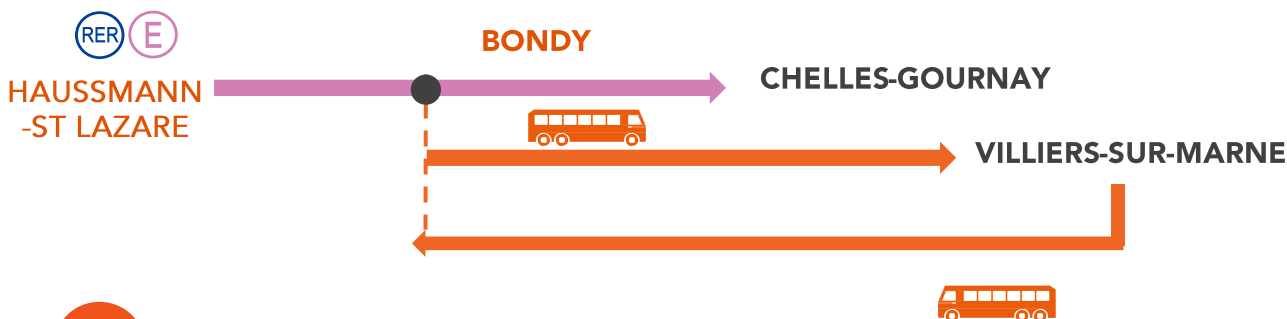 RER E
BONDY
HAUSSMANN
-ST LAZARE
CHELLES-GOURNAY
VILLIERS-SUR-MARNE